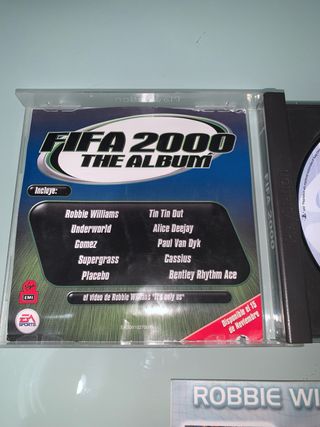 FIFA 2000
THE ALBUM
Incluye:
Robbie Williams Tin Tin Out
Underworld Alice Deejay
Gomez Paul Van Dyk
Supergrass Cassius
Placebo Bentley Rhythm Ace
el video de Robbie Williams "It's only us"
Disponible el 15
de Noviembre
EMI
EA
SPORTS
FIFA 2000
ROBBIE WI